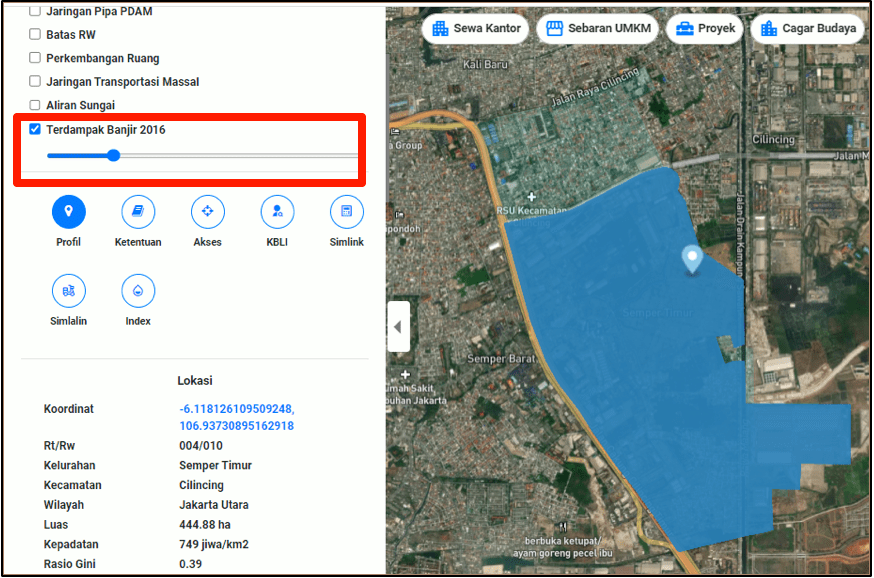 Jaringan Pipa PDAM
Batas RW
Perkembangan Ruang
Jaringan Transportasi Massal
Aliran Sungai
Terdampak Banjir 2016
Profil
Ketentuan
Akses
KBLI
Simlink
Simlalin
Index
Lokasi
Koordinat -6.118126109509248,
106.93730895162918
Rt/Rw 004/010
Kelurahan Semper Timur
Kecamatan Cilincing
Wilayah Jakarta Utara
Luas 444.88 ha
Kepadatan 749 jiwa/km2
Rasio Gini 0.39
Sewa Kantor
Sebaran UMKM
Proyek
Cagar Budaya
Kali Baru
Jalan Raya Cilincing
a Group
Cilincing
Jalan M
RSU Kecamatan
pondoh
Jalan Drain Kampung
Semper Timur
Semper Barat
umah Sakit
buhan Jakarta
berbuka ketupat/
ayam goreng pecel ibu